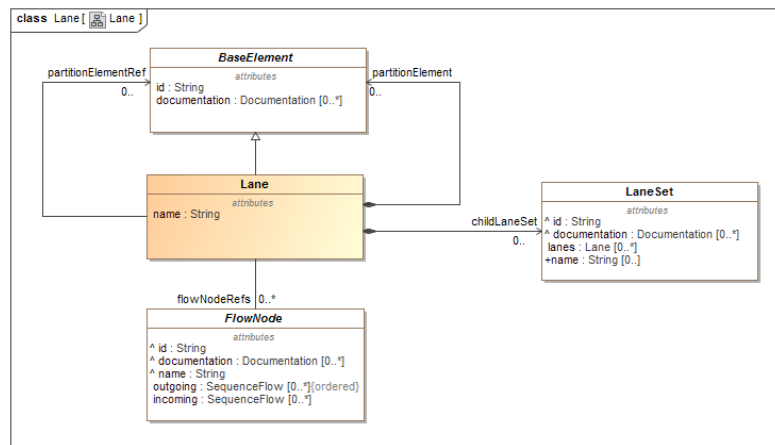 class Lane [ Lane ]
BaseElement
attributes
id : String
documentation : Documentation [0..*]
partitionElementRef
0..
partitionElement
0..
Lane
attributes
name : String
childLaneSet
0..
LaneSet
attributes
^ id : String
^ documentation : Documentation [0..*]
lanes : Lane [0..*]
+name : String [0..]
flowNodeRefs
0..*
FlowNode
attributes
^ id : String
^ documentation : Documentation [0..*]
^ name : String
outgoing : SequenceFlow [0..*]{ordered}
incoming : SequenceFlow [0..*]